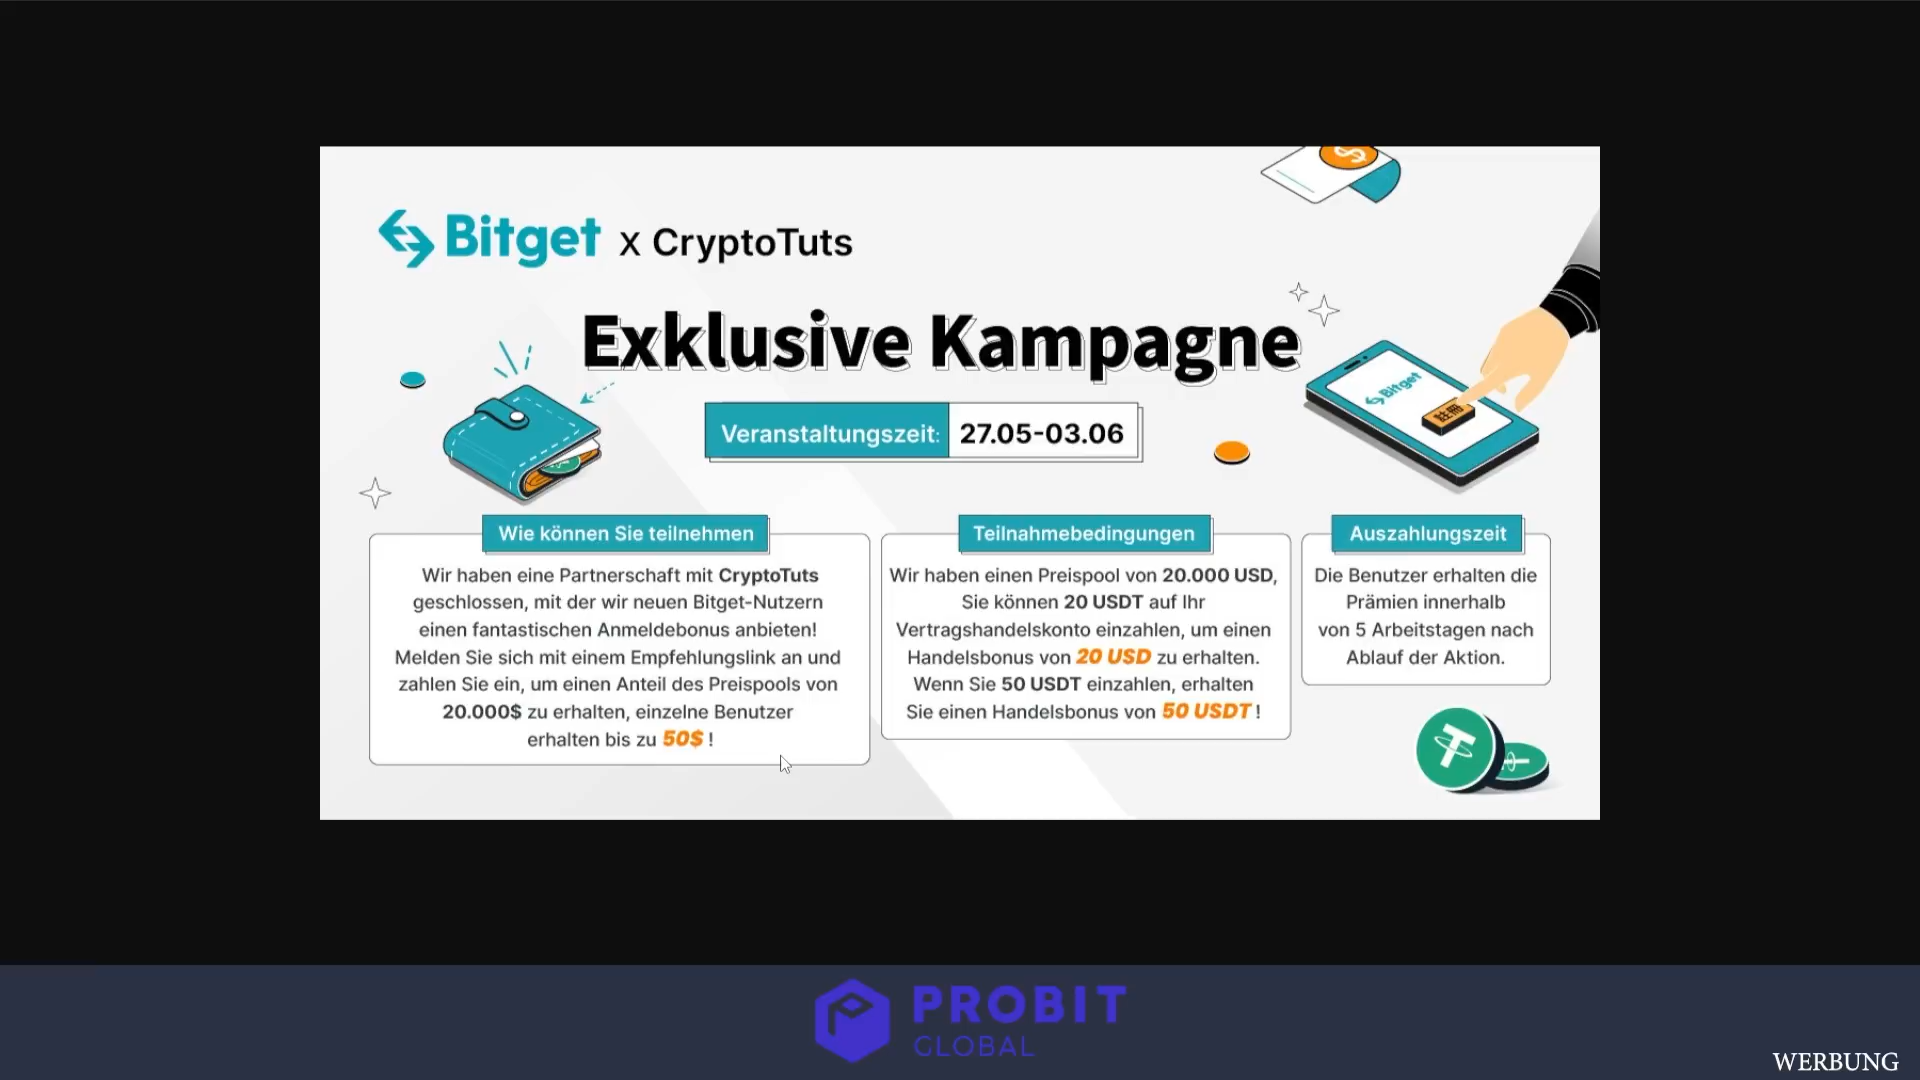 Bitget x CryptoTuts
Exklusive Kampagne
Veranstaltungszeit: 27.05-03.06
Bitget
Wie können Sie teilnehmen
Wir haben eine Partnerschaft mit CryptoTuts
geschlossen, mit der wir neuen Bitget-Nutzern
einen fantastischen Anmeldebonus anbieten!
Melden Sie sich mit einem Empfehlungslink an und
zahlen Sie ein, um einen Anteil des Preispools von
20.000$ zu erhalten, einzelne Benutzer
erhalten bis zu 50$ !
Teilnahmebedingungen
Wir haben einen Preispool von 20.000 USD,
Sie können 20 USDT auf Ihr
Vertragshandelskonto einzahlen, um einen
Handelsbonus von 20 USD zu erhalten.
Wenn Sie 50 USDT einzahlen, erhalten
Sie einen Handelsbonus von 50 USDT !
Auszahlungszeit
Die Benutzer erhalten die
Prämien innerhalb
von 5 Arbeitstagen nach
Ablauf der Aktion.
PROBIT
GLOBAL
WERBUNG